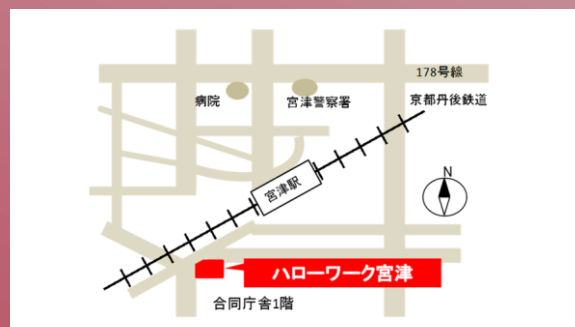 178号線
病院
宮津警察署
京都丹後鉄道
宮津駅
N
ハローワーク宮津
合同庁舎1階